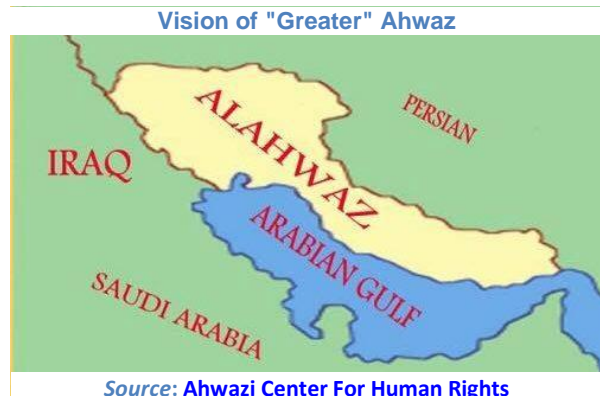 Vision of "Greater" Ahwaz
PERSIAN
ALAHWAZ
IRAQ
ARABIAN GULF
SAUDI ARABIA
Source: Ahwazi Center For Human Rights